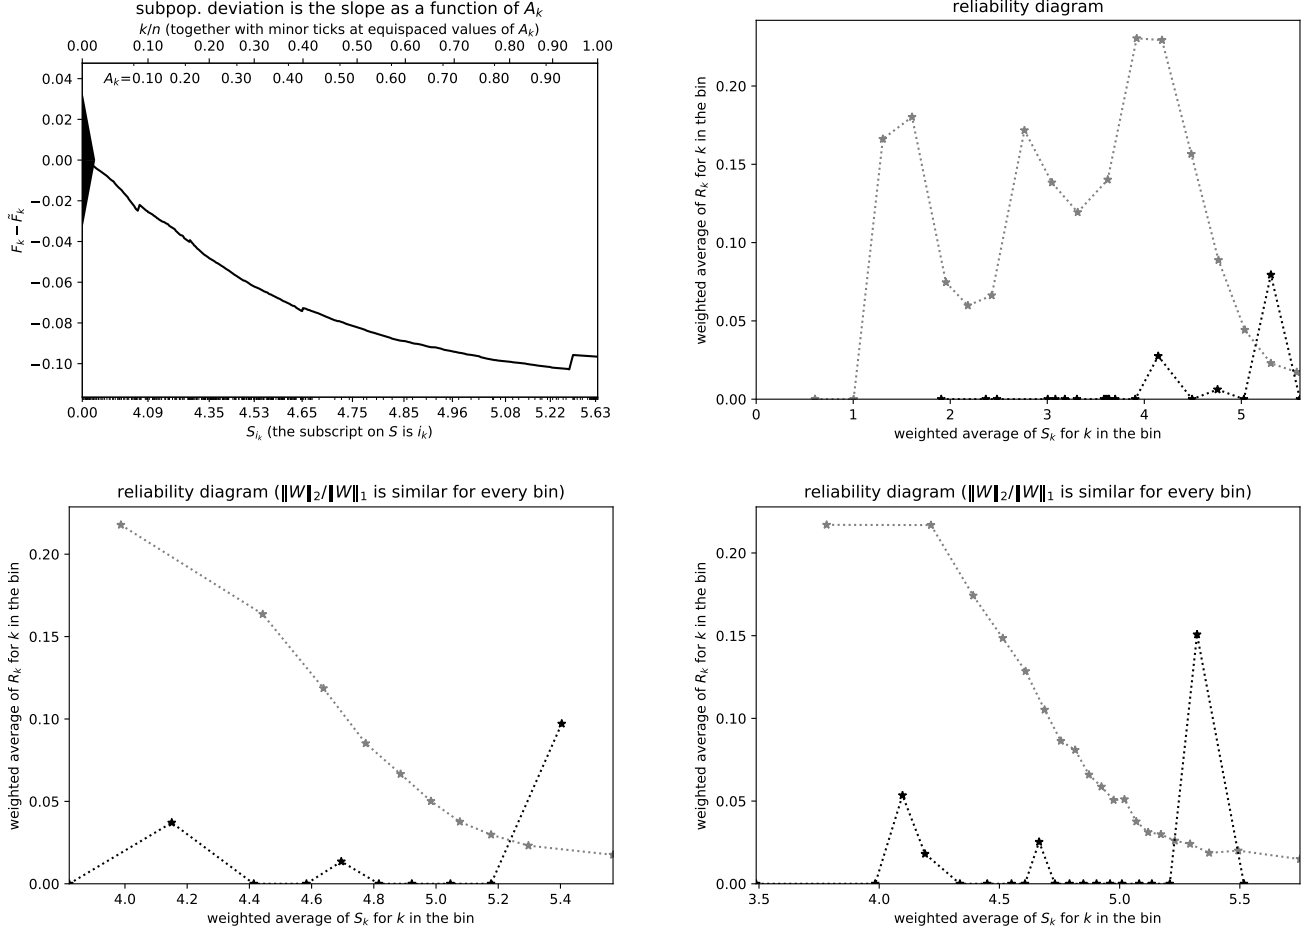 subpop. deviation is the slope as a function of A_k
k/n (together with minor ticks at equispaced values of A_k)
0.00 0.10 0.20 0.30 0.40 0.50 0.60 0.70 0.80 0.90 1.00
A_k=0.10 0.20 0.30 0.40 0.50 0.60 0.70 0.80 0.90
0.04
0.02
0.00
−0.02
−0.04
−0.06
−0.08
−0.10
F_k − F̃_k
0.00 4.09 4.35 4.53 4.65 4.75 4.85 4.96 5.08 5.22 5.63
S_{i_k} (the subscript on S is i_k)
reliability diagram
0.20
0.15
0.10
0.05
0.00
weighted average of R_k for k in the bin
0 1 2 3 4 5
weighted average of S_k for k in the bin
reliability diagram (‖W‖₂/‖W‖₁ is similar for every bin)
0.20
0.15
0.10
0.05
0.00
weighted average of R_k for k in the bin
4.0 4.2 4.4 4.6 4.8 5.0 5.2 5.4
weighted average of S_k for k in the bin
reliability diagram (‖W‖₂/‖W‖₁ is similar for every bin)
0.20
0.15
0.10
0.05
0.00
weighted average of R_k for k in the bin
3.5 4.0 4.5 5.0 5.5
weighted average of S_k for k in the bin